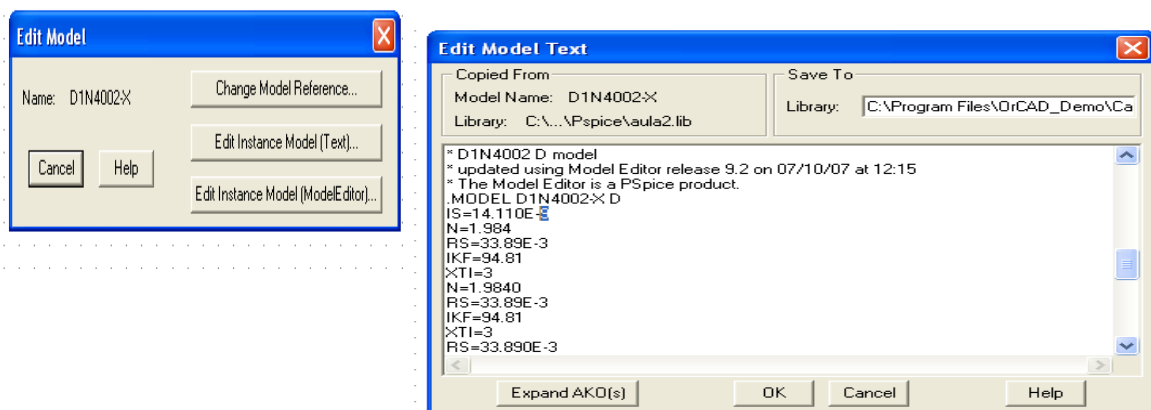 Edit Model
Name: D1N4002-X
Change Model Reference...
Edit Instance Model (Text)...
Cancel
Help
Edit Instance Model (ModelEditor)...
Edit Model Text
Copied From
Model Name: D1N4002-X
Library: C:\...\Pspice\aula2.lib
Save To
Library: C:\Program Files\OrCAD_Demo\Ca
* D1N4002 D model
* updated using Model Editor release 9.2 on 07/10/07 at 12:15
* The Model Editor is a PSpice product.
.MODEL D1N4002-X D
IS=14.110E-9
N=1.984
RS=33.89E-3
IKF=94.81
XTI=3
N=1.9840
RS=33.89E-3
IKF=94.81
XTI=3
RS=33.890E-3
Expand AKO(s)
OK
Cancel
Help